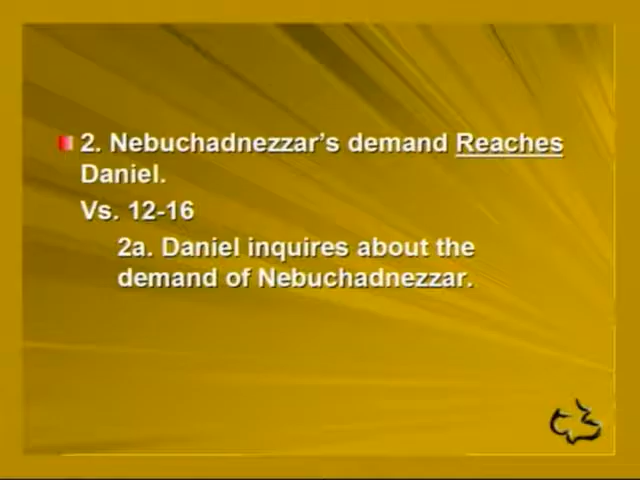 2. Nebuchadnezzar's demand Reaches
Daniel.
Vs. 12-16
2a. Daniel inquires about the
demand of Nebuchadnezzar.